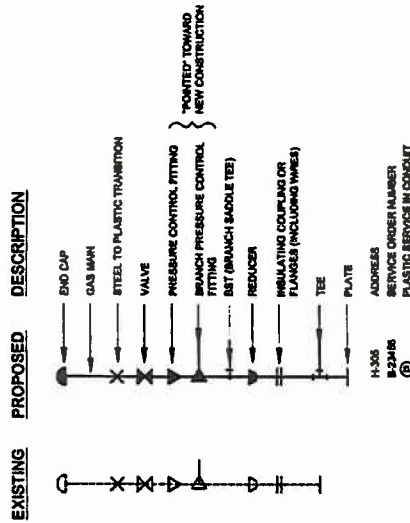 EXISTING PROPOSED DESCRIPTION
END CAP
GAS MAIN
STEEL TO PLASTIC TRANSITION
VALVE
PRESSURE CONTROL FITTING
BRANCH PRESSURE CONTROL
FITTING
"POINTED" TOWARD
NEW CONSTRUCTION
BST (BRANCH SADDLE TEE)
REDUCER
INSULATING COUPLING OR
FLANGES (INCLUDING WIRES)
TEE
PLATE
H-305 ADDRESS
SERVICE ORDER NUMBER
Ⓟ PLASTIC SERVICE IN CONDUIT